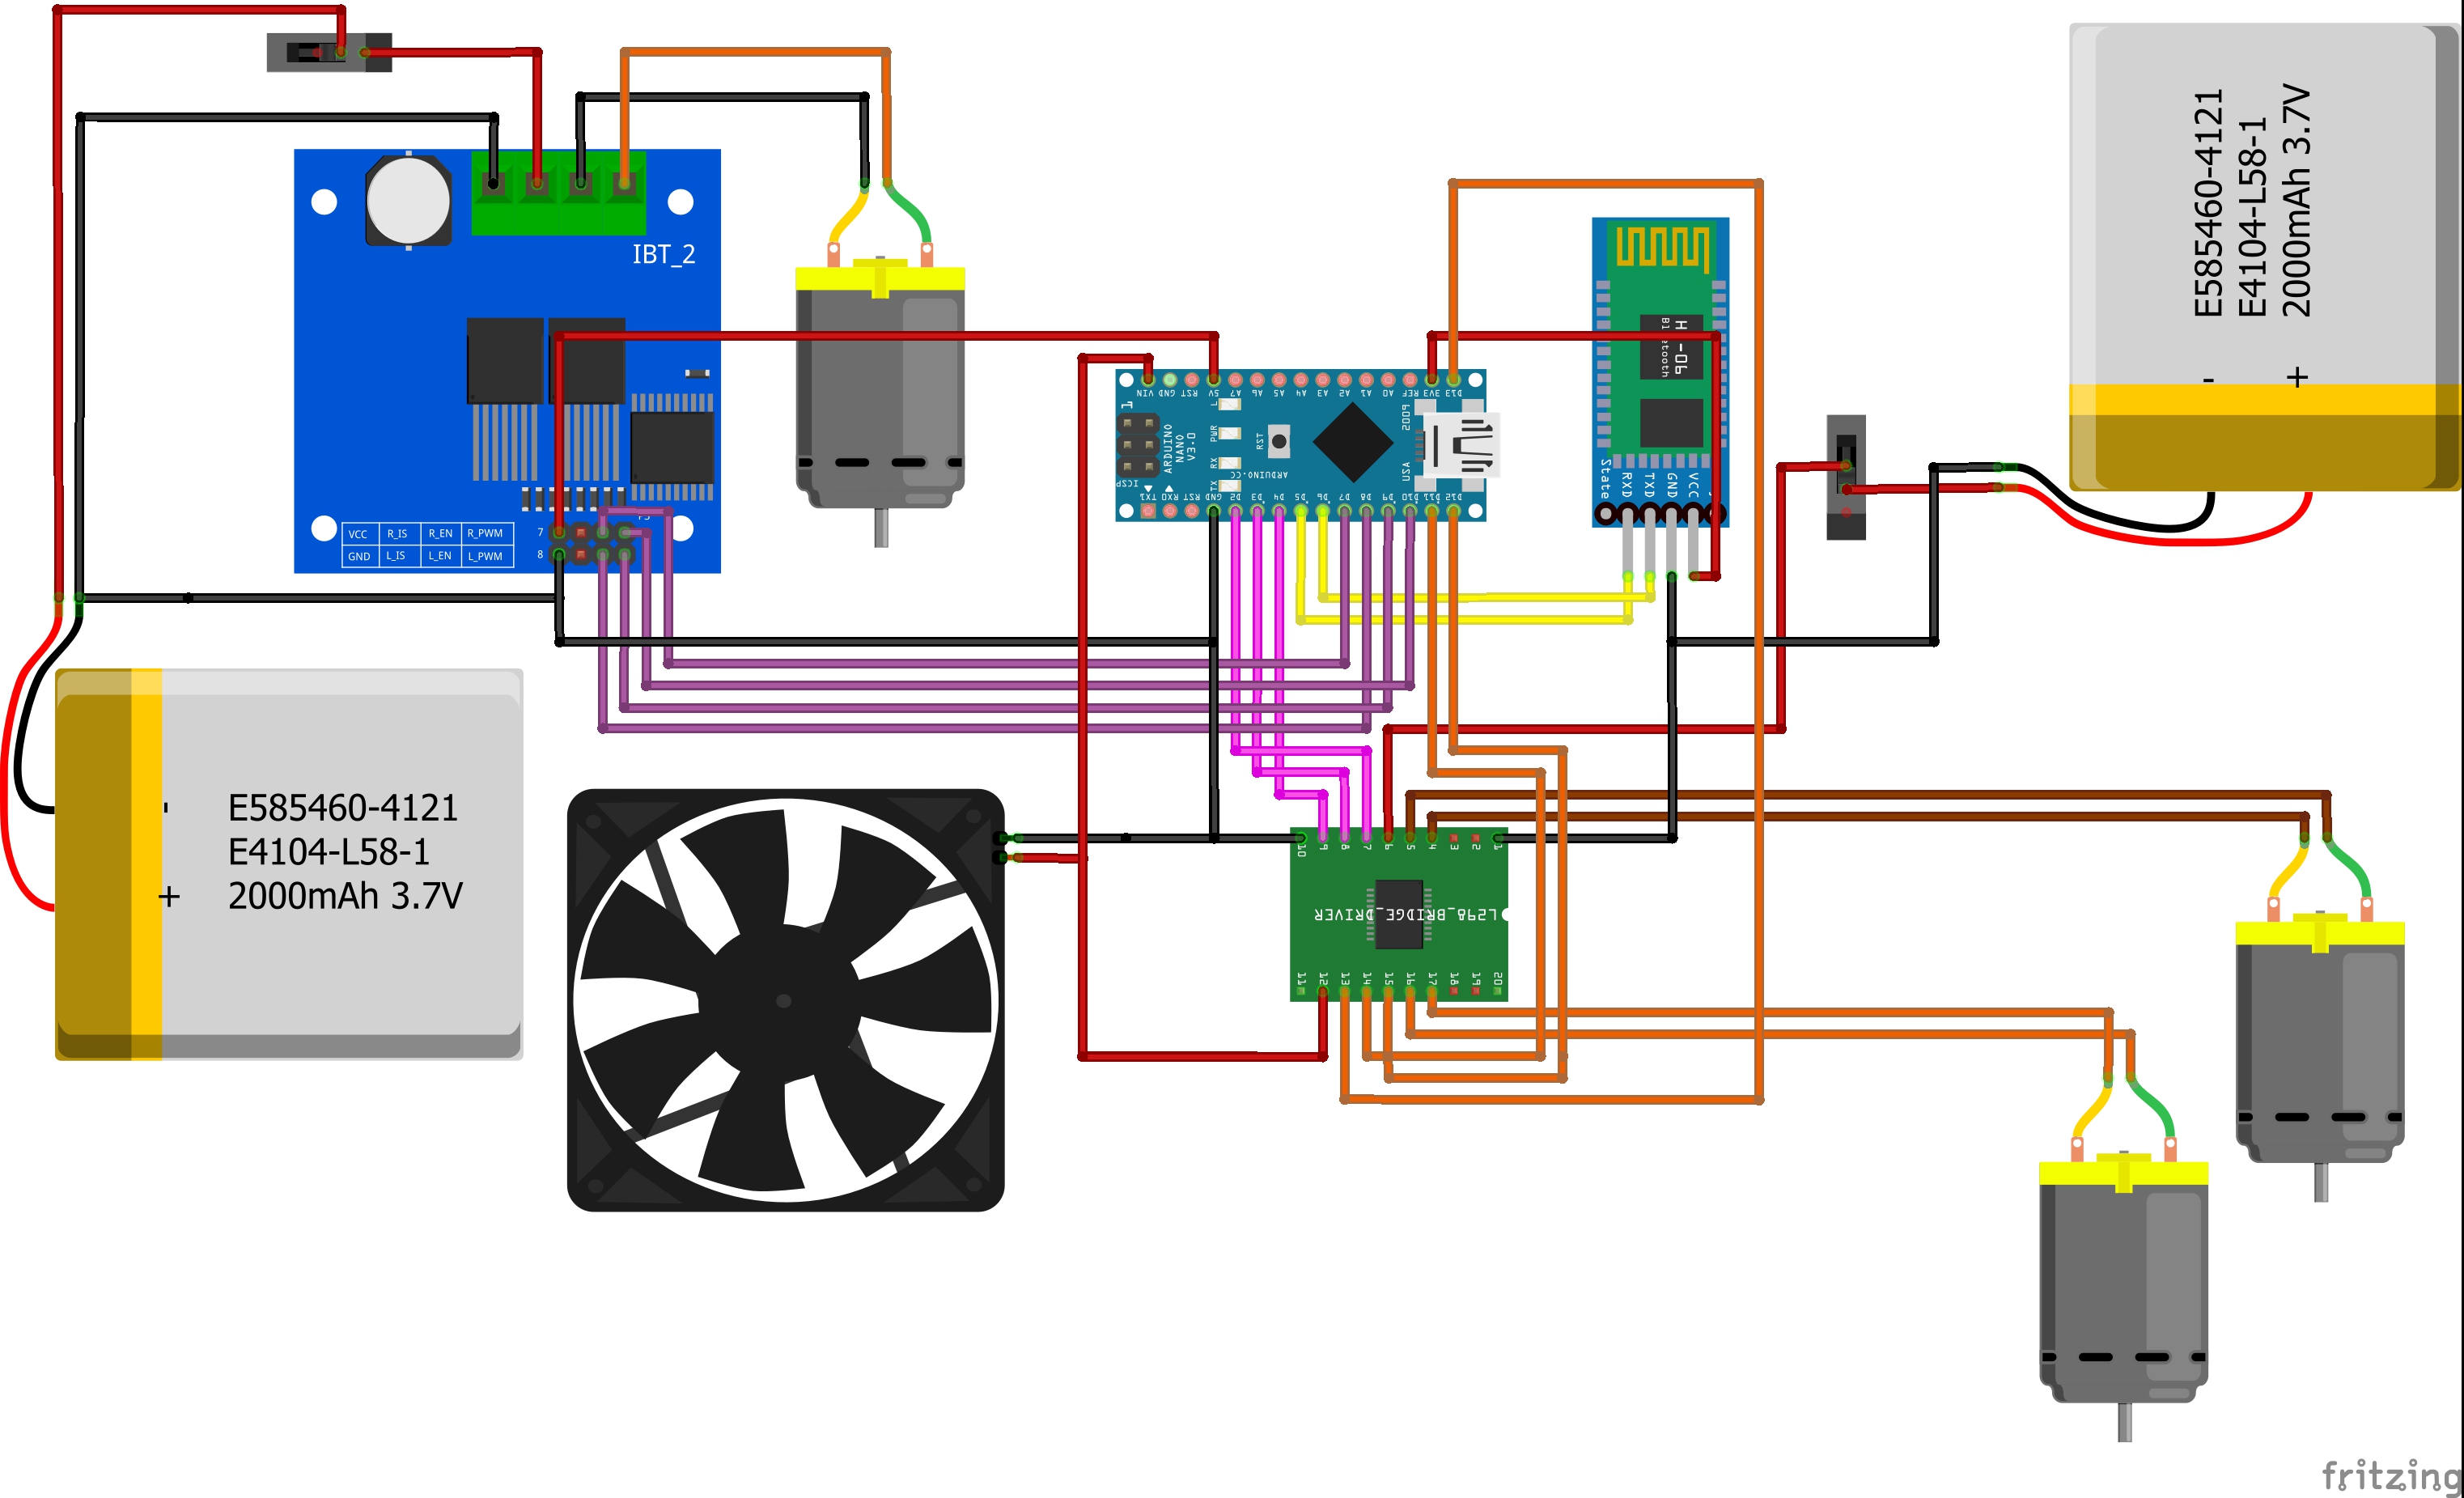 IBT_2
VCC R_IS R_EN R_PWM
GND L_IS L_EN L_PWM
7
8
E585460-4121
E4104-L58-1
2000mAh 3.7V
-
+
VIN GND RST 5V A7 A6 A5 A4 A3 A2 A1 A0 REF 3V3 D13
ICSP
ARDUINO
NANO
V3.0
L
PWR
RX
TX
RST
ARDUINO.CC
2009
USA
TX1 RX0 RST GND D2 D3 D4 D5 D6 D7 D8 D9 D10 D11 D12
State
RXD
TXD
GND
VCC
E585460-4121
E4104-L58-1
2000mAh 3.7V
-
+
10 9 8 7 6 5 4 3 2 1
L298_BRIDGE_DRIVER
11 12 13 14 15 16 17 18 19 20
fritzing